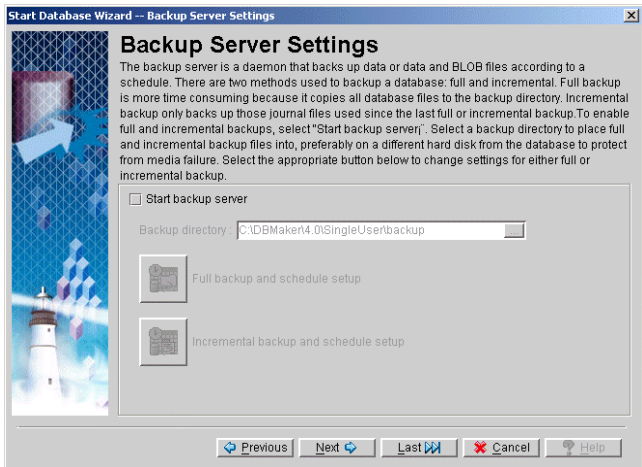 Start Database Wizard -- Backup Server Settings
Backup Server Settings
The backup server is a daemon that backs up data or data and BLOB files according to a
schedule. There are two methods used to backup a database: full and incremental. Full backup
is more time consuming because it copies all database files to the backup directory. Incremental
backup only backs up those journal files used since the last full or incremental backup.To enable
full and incremental backups, select "Start backup server¡¨. Select a backup directory to place full
and incremental backup files into, preferably on a different hard disk from the database to protect
from media failure. Select the appropriate button below to change settings for either full or
incremental backup.
Start backup server
Backup directory : C:\DBMaker\4.0\SingleUser\backup ...
Full backup and schedule setup
Incremental backup and schedule setup
Previous Next Last Cancel Help